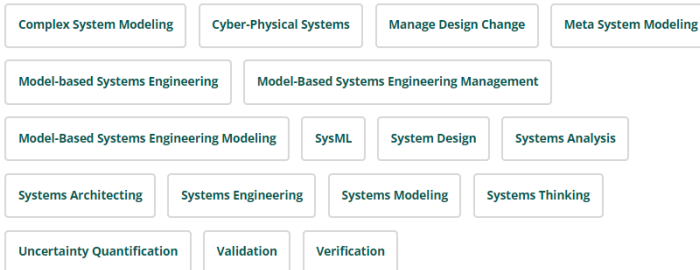 Complex System Modeling Cyber-Physical Systems Manage Design Change Meta System Modeling
Model-based Systems Engineering Model-Based Systems Engineering Management
Model-Based Systems Engineering Modeling SysML System Design Systems Analysis
Systems Architecting Systems Engineering Systems Modeling Systems Thinking
Uncertainty Quantification Validation Verification